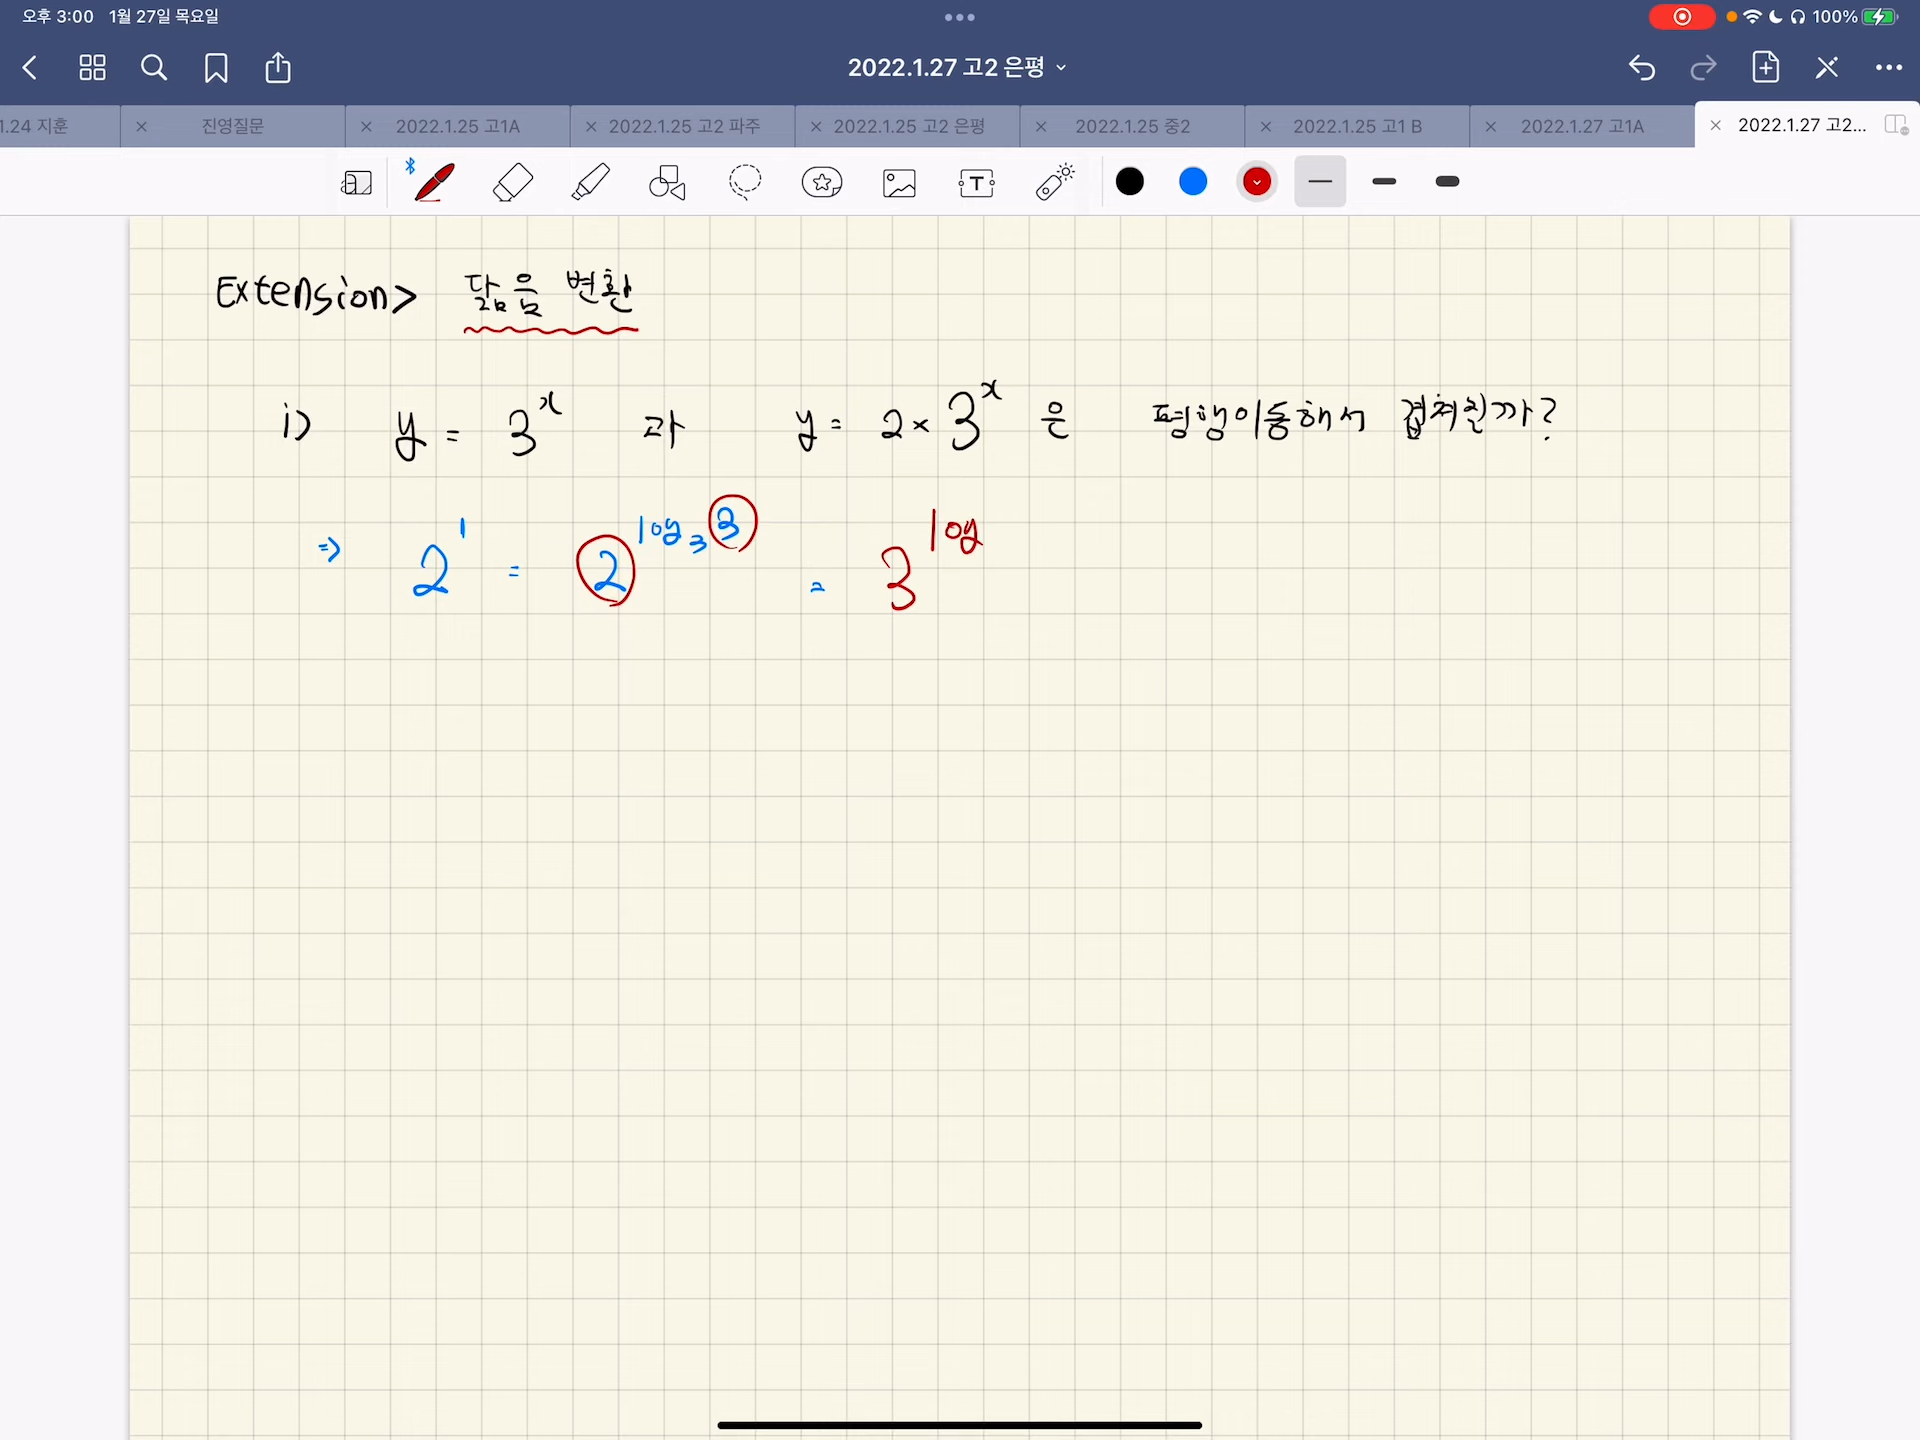 오후 3:00 1월 27일 목요일
100%
2022.1.27 고2 은평
1.24 지훈
진영질문
2022.1.25 고1A
2022.1.25 고2 파주
2022.1.25 고2 은평
2022.1.25 중2
2022.1.25 고1 B
2022.1.27 고1A
2022.1.27 고2...
Extension> 닮음 변환
i) y = 3^x 과 y = 2 × 3^x 은 평행이동해서 겹쳐질까?
⇒ 2^1 = 2^log₃3 = 3^log